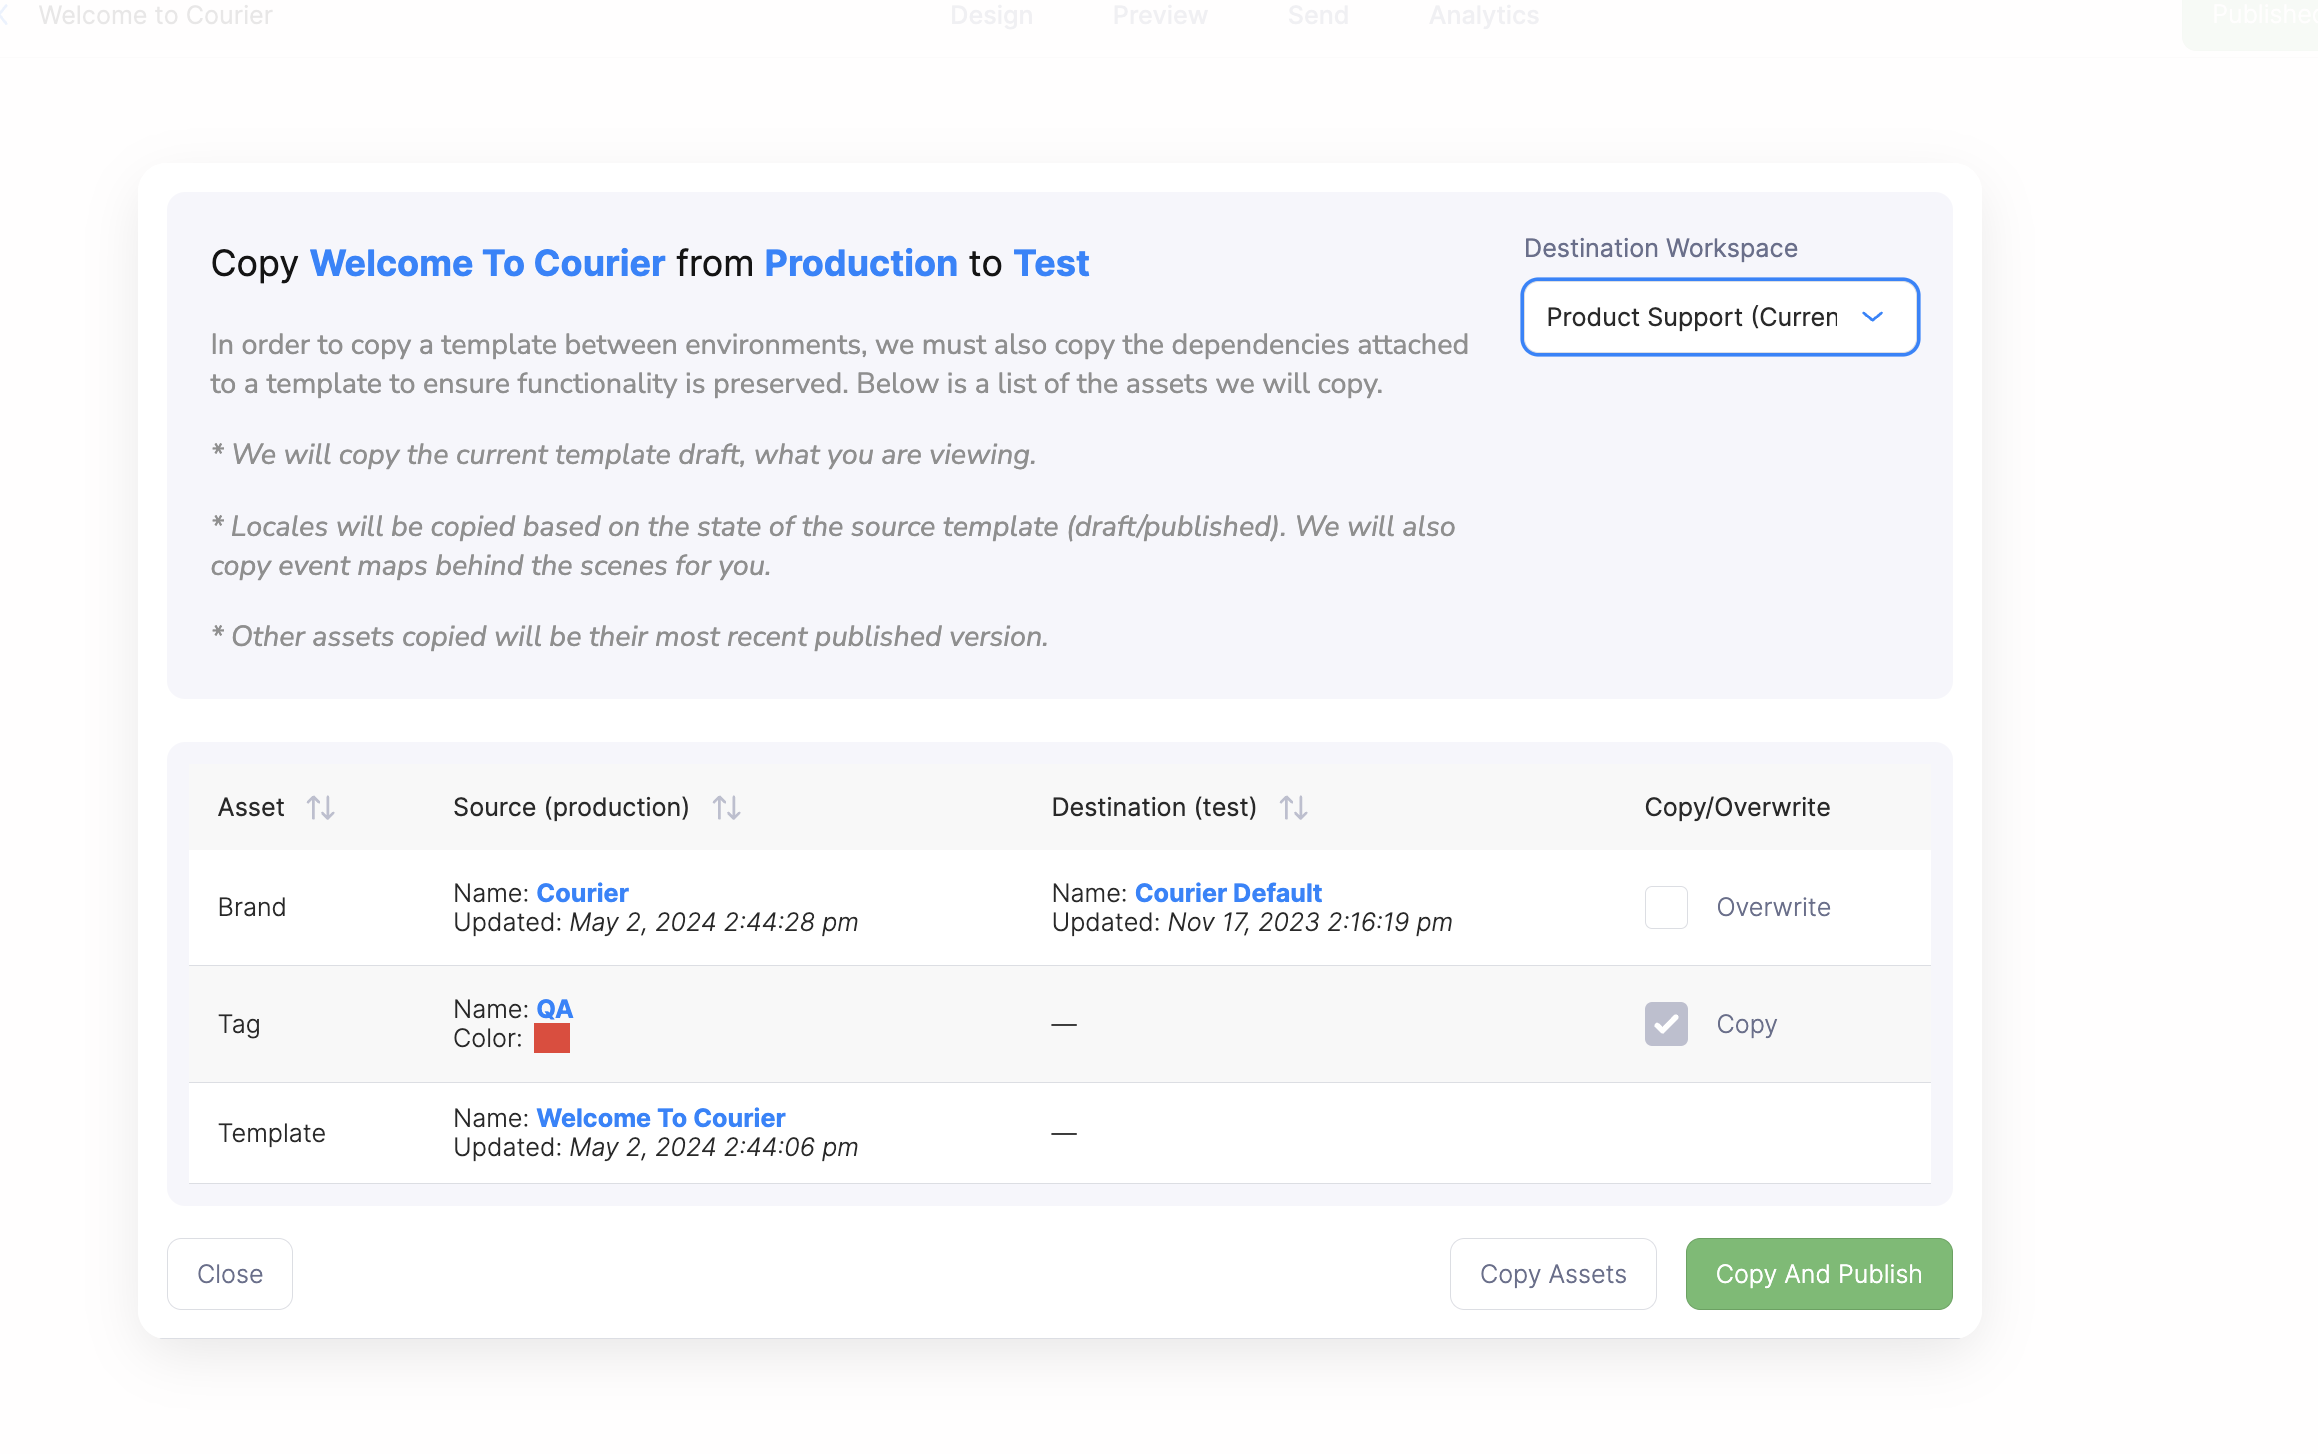 Welcome to Courier
Design Preview Send Analytics
Copy Welcome To Courier from Production to Test
Destination Workspace
Product Support (Curren
In order to copy a template between environments, we must also copy the dependencies attached
to a template to ensure functionality is preserved. Below is a list of the assets we will copy.
* We will copy the current template draft, what you are viewing.
* Locales will be copied based on the state of the source template (draft/published). We will also
copy event maps behind the scenes for you.
* Other assets copied will be their most recent published version.
Asset Source (production) Destination (test) Copy/Overwrite
Brand
Name: Courier
Updated: May 2, 2024 2:44:28 pm
Name: Courier Default
Updated: Nov 17, 2023 2:16:19 pm
Overwrite
Tag
Name: QA
Color:
—
Copy
Template
Name: Welcome To Courier
Updated: May 2, 2024 2:44:06 pm
—
Close
Copy Assets
Copy And Publish